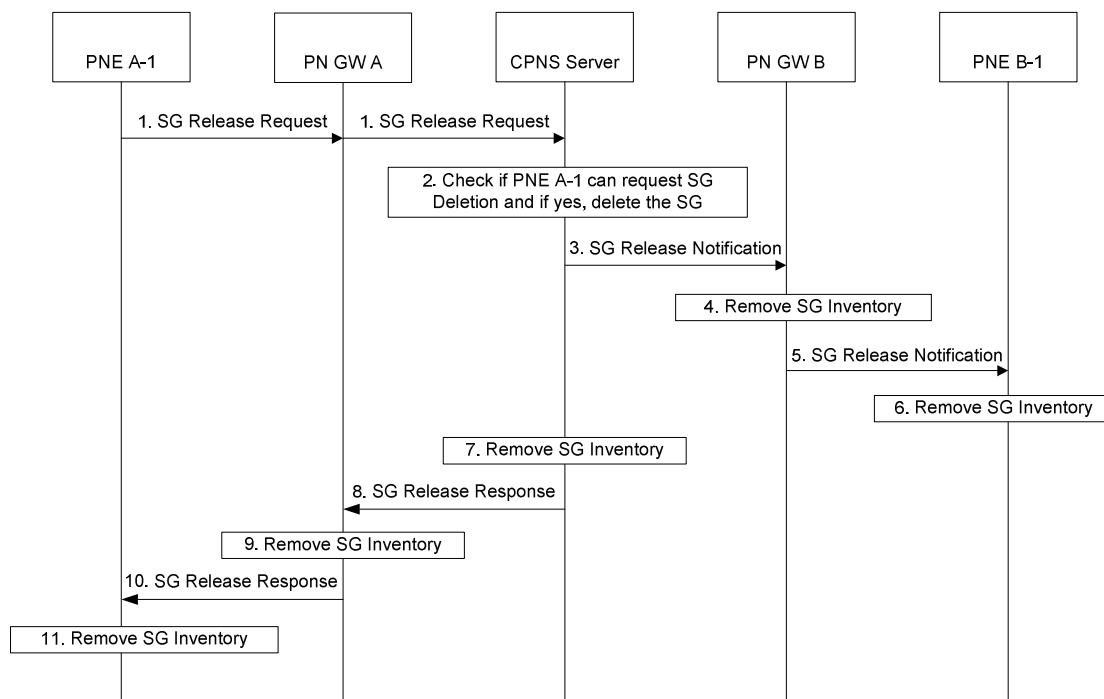 PNE A-1
PN GW A
CPNS Server
PN GW B
PNE B-1
1. SG Release Request
1. SG Release Request
2. Check if PNE A-1 can request SG
Deletion and if yes, delete the SG
3. SG Release Notification
4. Remove SG Inventory
5. SG Release Notification
6. Remove SG Inventory
7. Remove SG Inventory
8. SG Release Response
9. Remove SG Inventory
10. SG Release Response
11. Remove SG Inventory